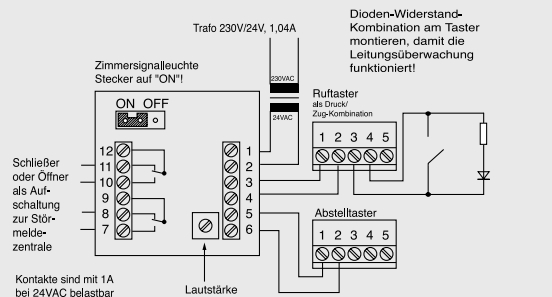 Trafo 230V/24V, 1,04A
Dioden-Widerstand-
Kombination am Taster
montieren, damit die
Leitungsüberwachung
funktioniert!
Zimmersignalleuchte
Stecker auf "ON"!
230VAC
24VAC
Ruftaster
als Druck/
Zug-Kombination
ON OFF
1 2 3 4 5
12
11
10
9
8
7
1
2
3
4
5
6
Schließer
oder Öffner
als Auf-
schaltung
zur Stör-
melde-
zentrale
Abstelltaster
1 2 3 4 5
Kontakte sind mit 1A
bei 24VAC belastbar
Lautstärke